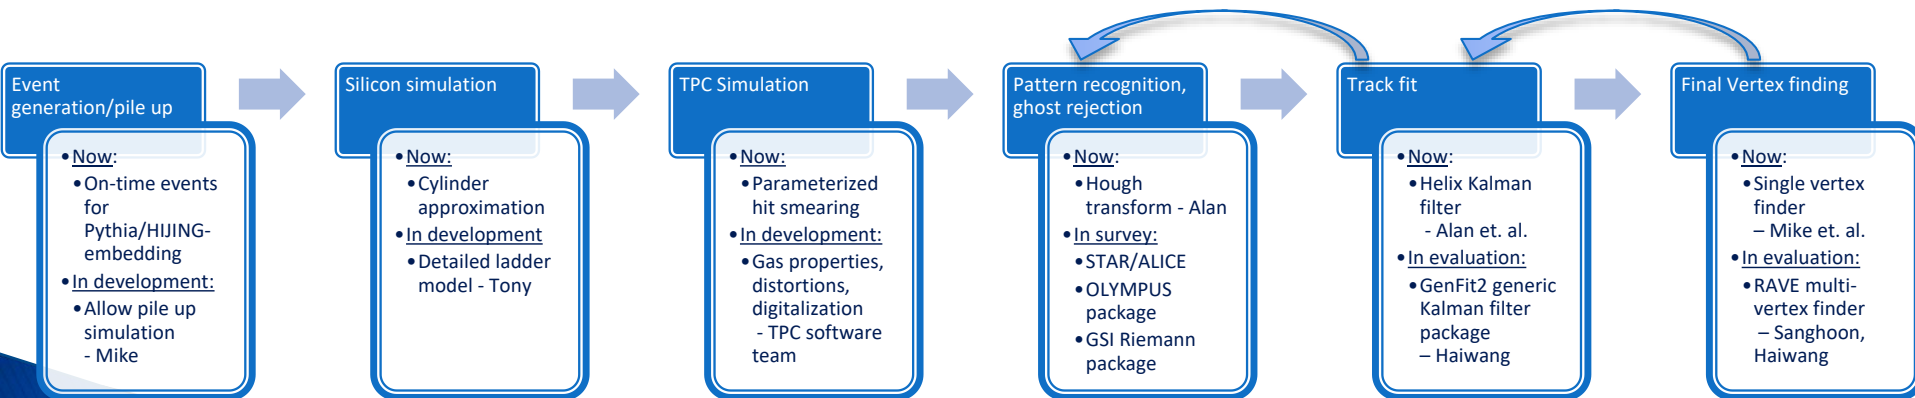 Event
generation/pile up
•Now:
•On-time events
for
Pythia/HIJING-
embedding
•In development:
•Allow pile up
simulation
- Mike
Silicon simulation
•Now:
•Cylinder
approximation
•In development
•Detailed ladder
model - Tony
TPC Simulation
•Now:
•Parameterized
hit smearing
•In development:
•Gas properties,
distortions,
digitalization
- TPC software
team
Pattern recognition,
ghost rejection
•Now:
•Hough
transform - Alan
•In survey:
•STAR/ALICE
•OLYMPUS
package
•GSI Riemann
package
Track fit
•Now:
•Helix Kalman
filter
- Alan et. al.
•In evaluation:
•GenFit2 generic
Kalman filter
package
– Haiwang
Final Vertex finding
•Now:
•Single vertex
finder
– Mike et. al.
•In evaluation:
•RAVE multi-
vertex finder
– Sanghoon,
Haiwang